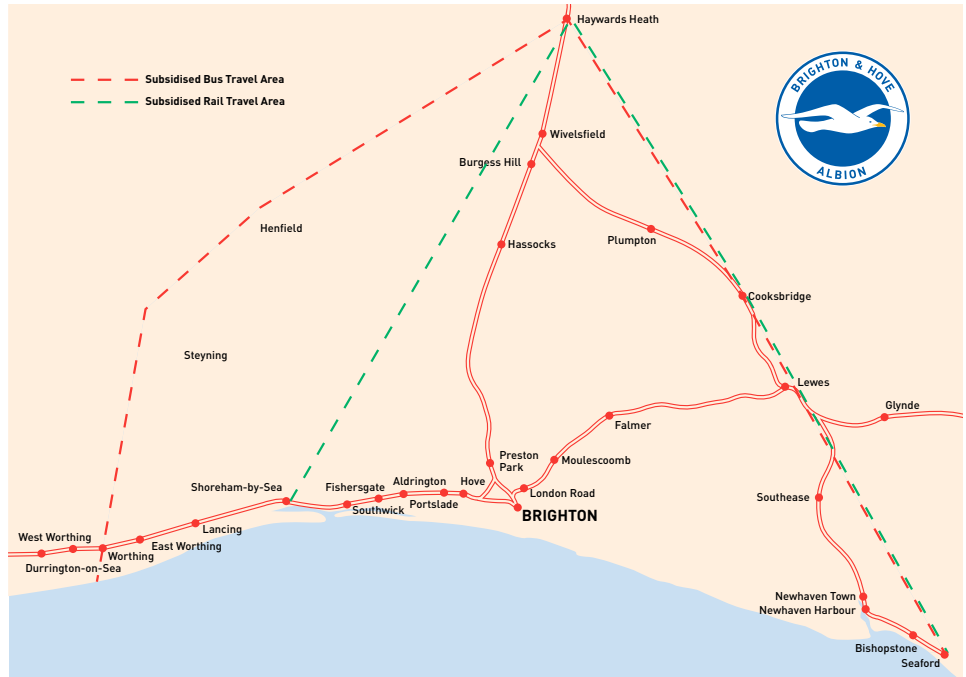 Haywards Heath
Subsidised Bus Travel Area
Subsidised Rail Travel Area
BRIGHTON & HOVE
ALBION
Wivelsfield
Burgess Hill
Henfield
Plumpton
Hassocks
Cooksbridge
Steyning
Lewes
Glynde
Falmer
Preston
Park
Moulescoomb
Shoreham-by-Sea
Fishersgate
Aldrington
Hove
London Road
Southease
Southwick
Portslade
BRIGHTON
Lancing
West Worthing
East Worthing
Worthing
Durrington-on-Sea
Newhaven Town
Newhaven Harbour
Bishopstone
Seaford